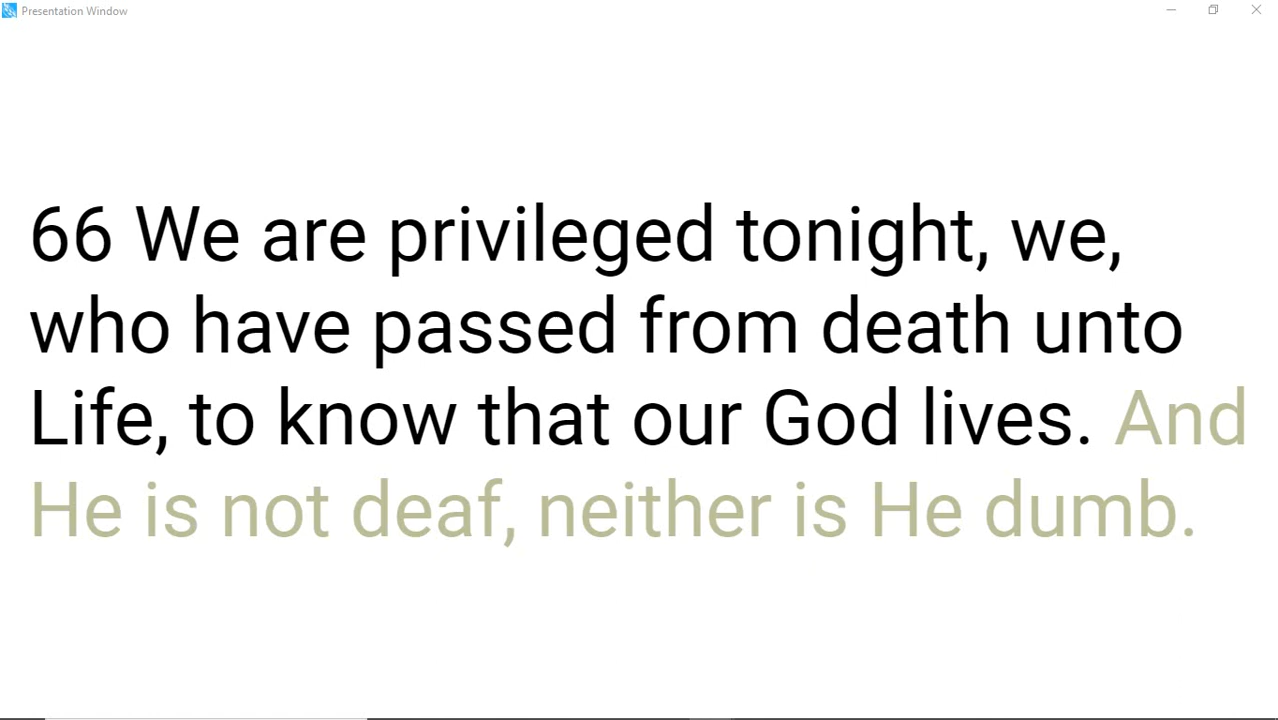 Presentation Window
66 We are privileged tonight, we,
who have passed from death unto
Life, to know that our God lives. And
He is not deaf, neither is He dumb.